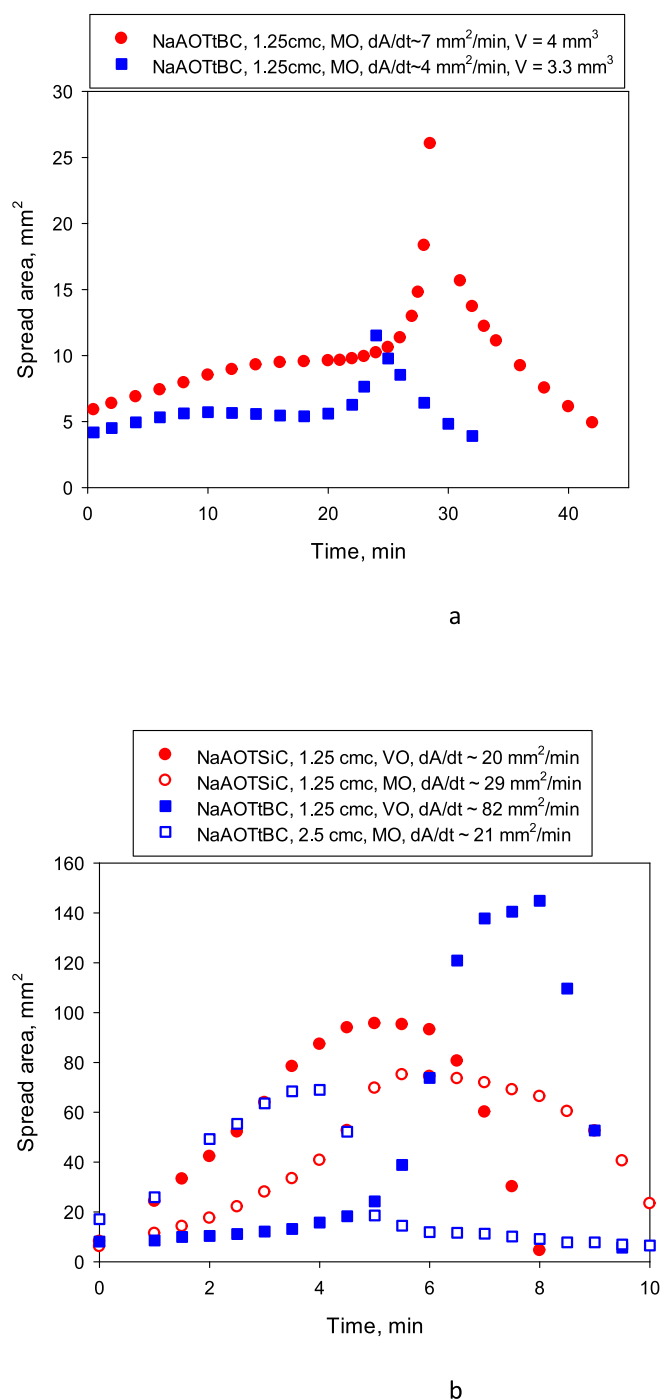 NaAOTtBC, 1.25cmc, MO, dA/dt~7 mm²/min, V = 4 mm³
NaAOTtBC, 1.25cmc, MO, dA/dt~4 mm²/min, V = 3.3 mm³
30
25
20
15
10
5
0
Spread area, mm²
0 10 20 30 40
Time, min
a
NaAOTSiC, 1.25 cmc, VO, dA/dt ~ 20 mm²/min
NaAOTSiC, 1.25 cmc, MO, dA/dt ~ 29 mm²/min
NaAOTtBC, 1.25 cmc, VO, dA/dt ~ 82 mm²/min
NaAOTtBC, 2.5 cmc, MO, dA/dt ~ 21 mm²/min
160
140
120
100
80
60
40
20
0
Spread area, mm²
0 2 4 6 8 10
Time, min
b